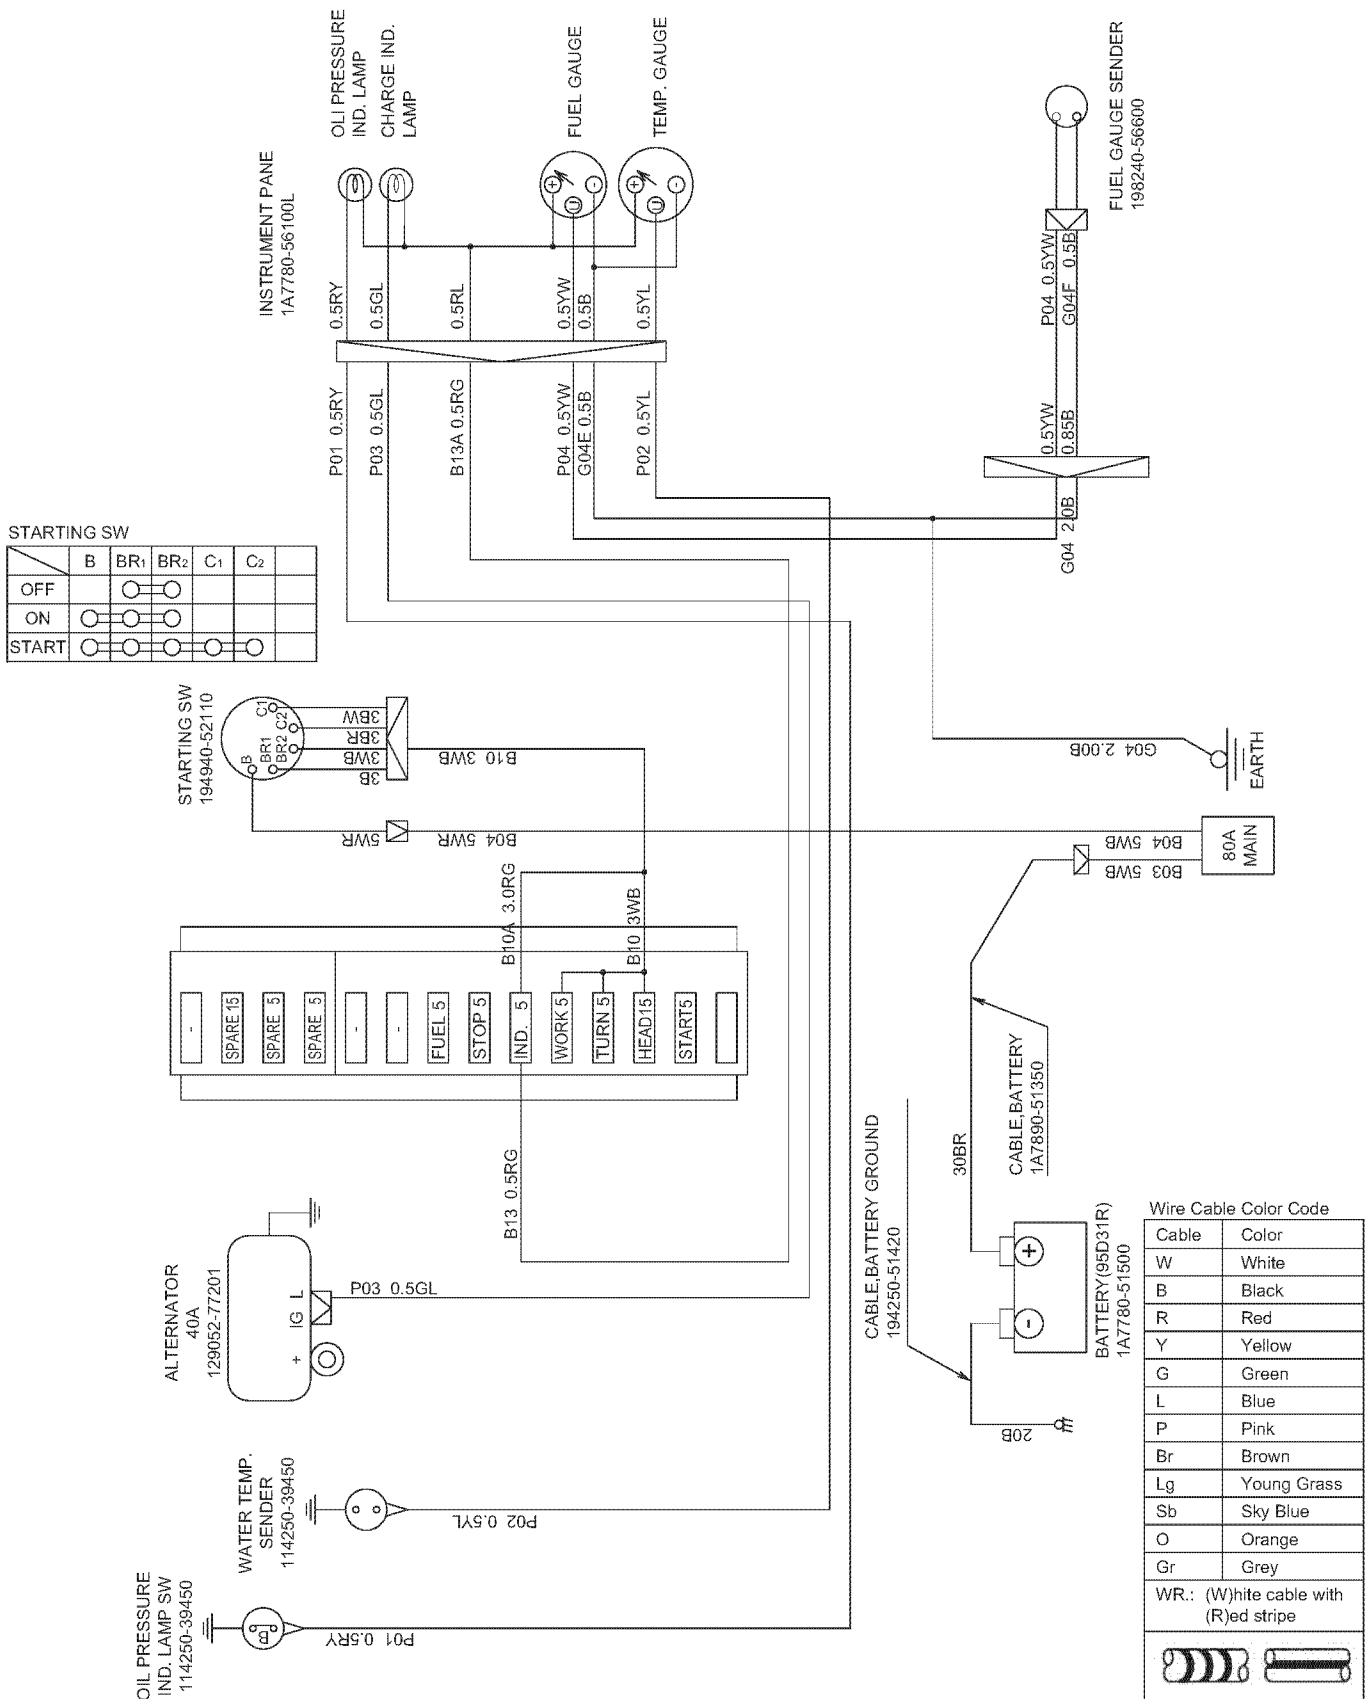 OLI PRESSURE
IND. LAMP
CHARGE IND.
LAMP
FUEL GAUGE
TEMP. GAUGE
FUEL GAUGE SENDER
198240-56600
INSTRUMENT PANE
1A7780-56100L
+
U
-
+
U
-
0.5RY
0.5GL
0.5RL
0.5YW
0.5B
0.5YL
P04 0.5YW
G04F 0.5B
P01 0.5RY
P03 0.5GL
B13A 0.5RG
P04 0.5YW
G04E 0.5B
P02 0.5YL
0.5YW
0.85B
G04 2.0B
STARTING SW
B BR1 BR2 C1 C2
OFF
ON
START
STARTING SW
194940-52110
C1
C2
BR2
BR1
B
3BW
3BR
3WB
3B
B10 3WB
5WR
B04 5WR
G04 2.00B
EARTH
B04 5WB
B03 5WB
80A
MAIN
B10A 3.0RG
B10 3WB
-
SPARE 15
SPARE 5
SPARE 5
-
-
FUEL 5
STOP 5
IND. 5
WORK 5
TURN 5
HEAD15
START5
B13 0.5RG
CABLE,BATTERY
1A7890-51350
30BR
CABLE,BATTERY GROUND
194250-51420
+
-
BATTERY(95D31R)
1A7780-51500
20B
ALTERNATOR
40A
129052-77201
L
IG
+
P03 0.5GL
WATER TEMP.
SENDER
114250-39450
P02 0.5YL
OIL PRESSURE
IND. LAMP SW
114250-39450
P01 0.5RY
Wire Cable Color Code
Cable Color
W White
B Black
R Red
Y Yellow
G Green
L Blue
P Pink
Br Brown
Lg Young Grass
Sb Sky Blue
O Orange
Gr Grey
WR.: (W)hite cable with
(R)ed stripe